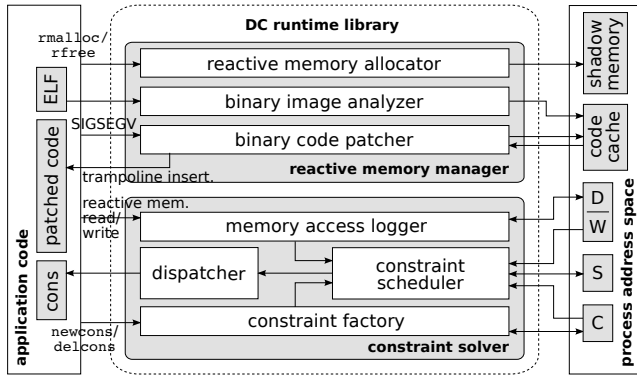 DC runtime library
rmalloc/
rfree
reactive memory allocator
shadow
memory
ELF
binary image analyzer
SIGSEGV
binary code patcher
code
cache
reactive memory manager
trampoline insert.
patched code
reactive mem.
read/
write
memory access logger
D
W
dispatcher
constraint
scheduler
S
cons
constraint factory
C
newcons/
delcons
constraint solver
application code
process address space